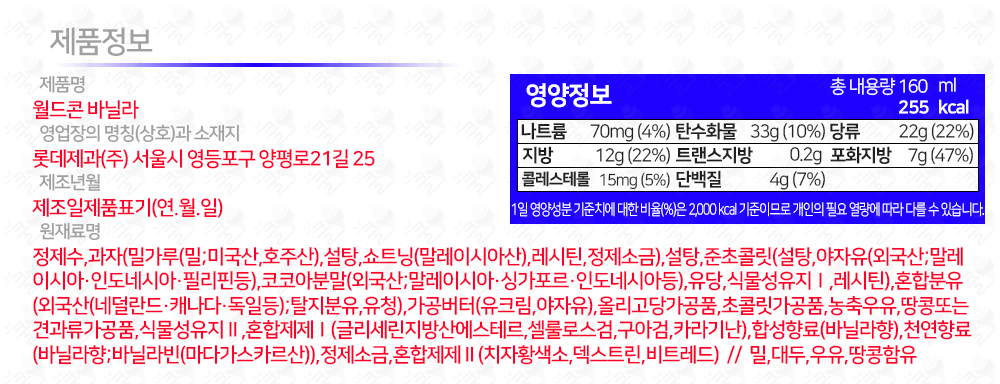 제품정보
제품명
월드콘 바닐라
영업장의 명칭(상호)과 소재지
롯데제과(주) 서울시 영등포구 양평로21길 25
제조년월
제조일제품표기(연.월.일)
원재료명
영양정보 총 내용량 160 ml
255 kcal
나트륨 70mg (4%) 탄수화물 33g (10%) 당류 22g (22%)
지방 12g (22%) 트랜스지방 0.2g 포화지방 7g (47%)
콜레스테롤 15mg (5%) 단백질 4g (7%)
1일 영양성분 기준치에 대한 비율(%)은 2,000 kcal 기준이므로 개인의 필요 열량에 따라 다를 수 있습니다.
정제수,과자(밀가루(밀;미국산,호주산),설탕,쇼트닝(말레이시아산),레시틴,정제소금),설탕,준초콜릿(설탕,야자유(외국산;말레
이시아·인도네시아·필리핀등),코코아분말(외국산;말레이시아·싱가포르·인도네시아등),유당,식물성유지Ⅰ,레시틴),혼합분유
(외국산(네덜란드·캐나다·독일등);탈지분유,유청),가공버터(유크림,야자유),올리고당가공품,초콜릿가공품,농축우유,땅콩또는
견과류가공품,식물성유지Ⅱ,혼합제제Ⅰ(글리세린지방산에스테르,셀룰로스검,구아검,카라기난),합성향료(바닐라향),천연향료
(바닐라향;바닐라빈(마다가스카르산)),정제소금,혼합제제Ⅱ(치자황색소,덱스트린,비트레드) // 밀,대두,우유,땅콩함유